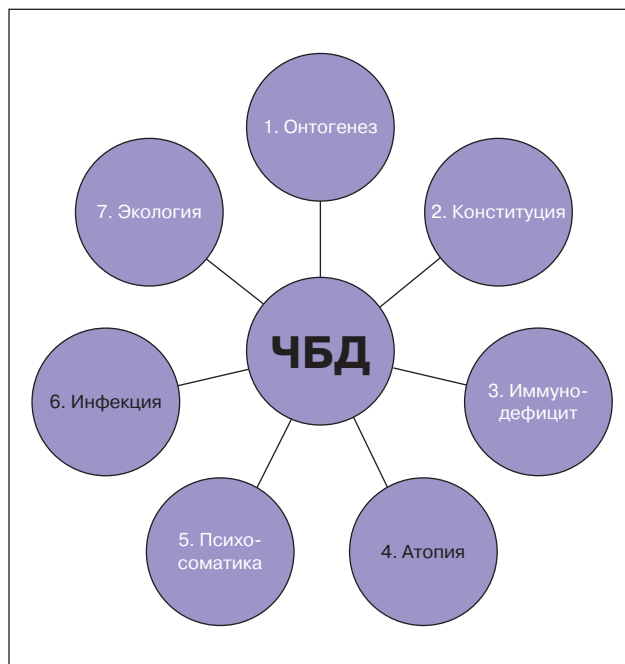 1. Онтогенез
2. Конституция
3. Иммуно-
дефицит
4. Атопия
5. Психо-
соматика
6. Инфекция
7. Экология
ЧБД